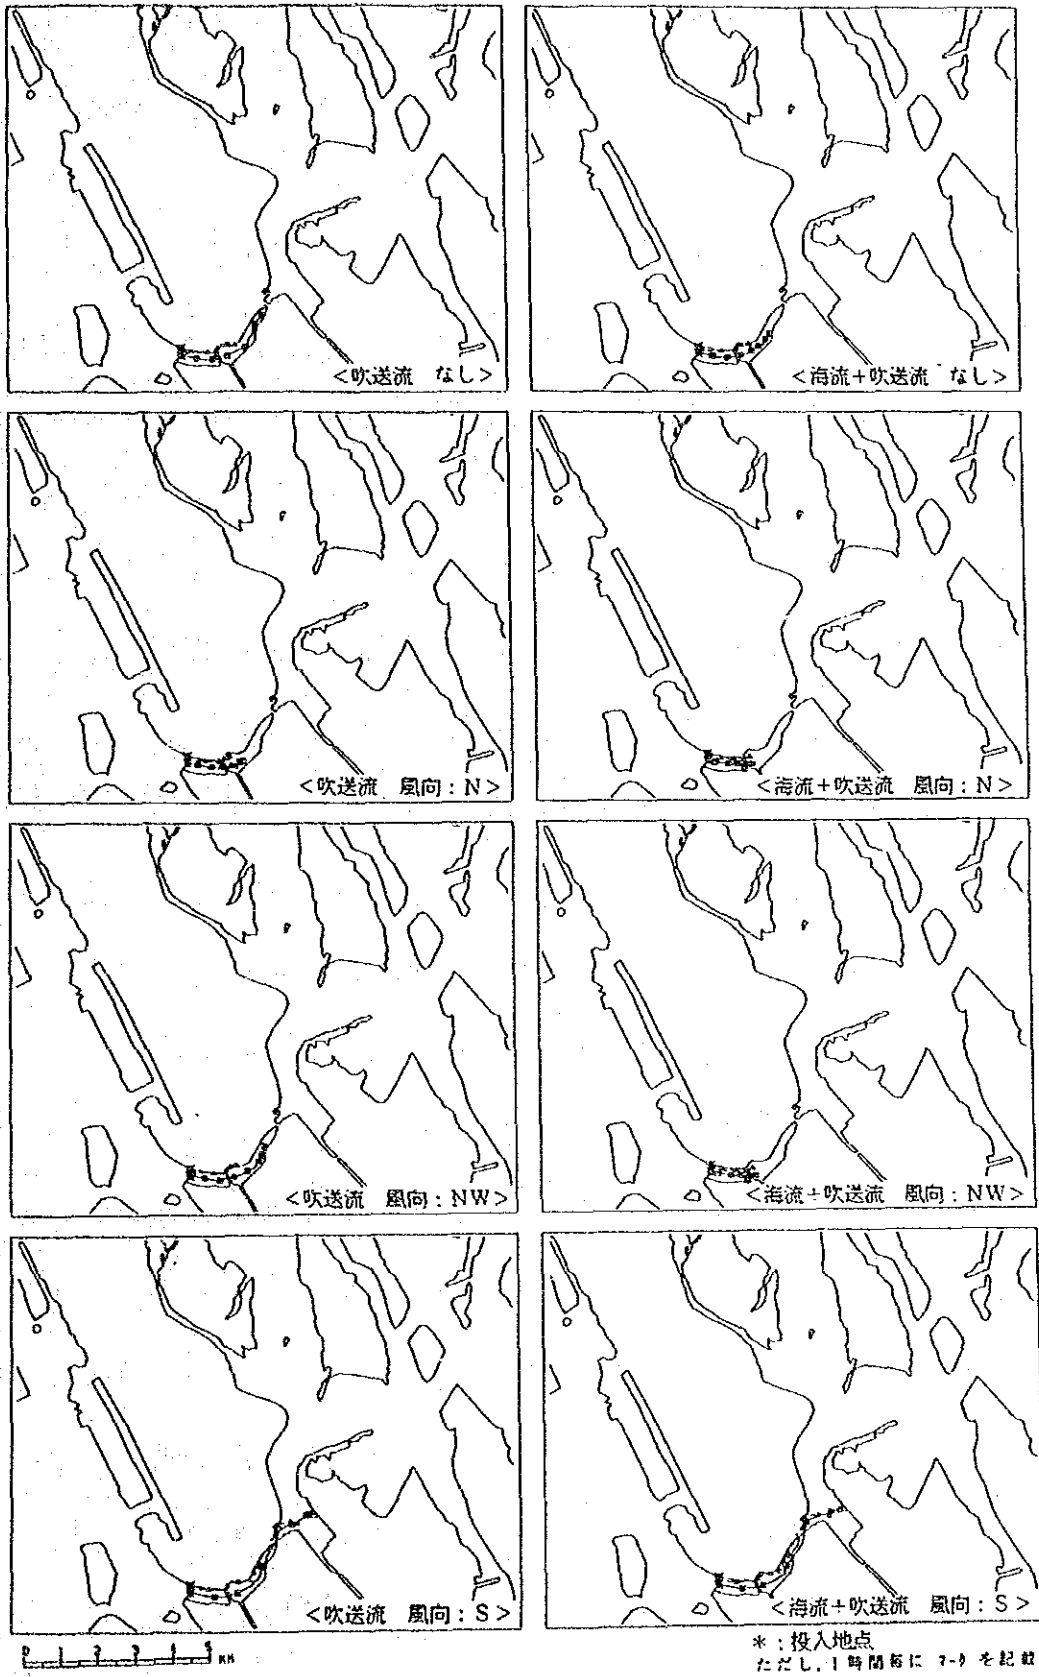 <吹送流 なし>
<海流+吹送流 なし>
<吹送流 風向:N>
<海流+吹送流 風向:N>
<吹送流 風向:NW>
<海流+吹送流 風向:NW>
<吹送流 風向:S>
<海流+吹送流 風向:S>
0 1 2 3 4 5 KM
*:投入地点
ただし、1時間毎に マーク を記載